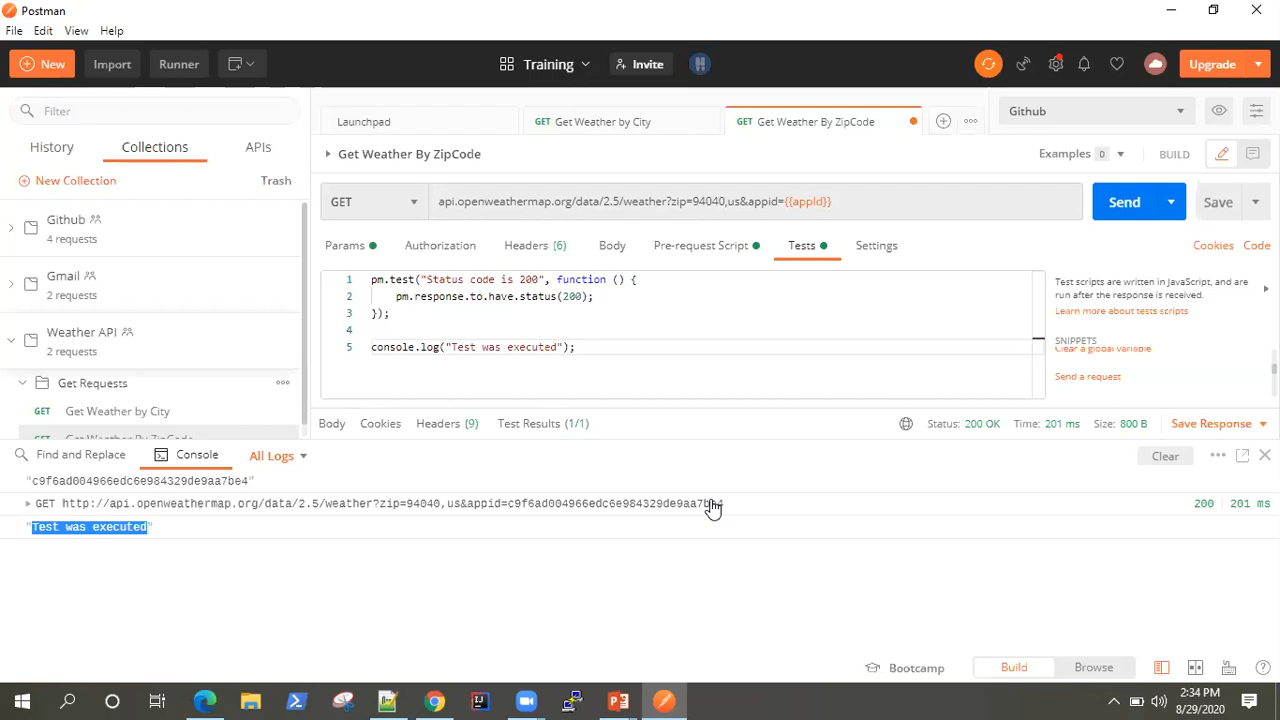 Postman
File Edit View Help
New Import Runner Training Invite Upgrade
Filter
History Collections APIs
New Collection Trash
Github
4 requests
Gmail
2 requests
Weather API
2 requests
Get Requests
GET Get Weather by City
GET Get Weather By ZipCode
Launchpad GET Get Weather by City GET Get Weather By ZipCode Github
Get Weather By ZipCode Examples 0 BUILD
GET api.openweathermap.org/data/2.5/weather?zip=94040,us&appid={{appId}} Send Save
Params Authorization Headers (6) Body Pre-request Script Tests Settings Cookies Code
1 pm.test("Status code is 200", function () {
2 pm.response.to.have.status(200);
3 });
4
5 console.log("Test was executed");
Test scripts are written in JavaScript, and are
run after the response is received.
Learn more about tests scripts
SNIPPETS
Clear a global variable
Send a request
Body Cookies Headers (9) Test Results (1/1) Status: 200 OK Time: 201 ms Size: 800 B Save Response
Find and Replace Console All Logs Clear
"c9f6ad004966edc6e984329de9aa7be4"
GET http://api.openweathermap.org/data/2.5/weather?zip=94040,us&appid=c9f6ad004966edc6e984329de9aa7be4 200 201 ms
"Test was executed"
Bootcamp Build Browse
2:34 PM
8/29/2020